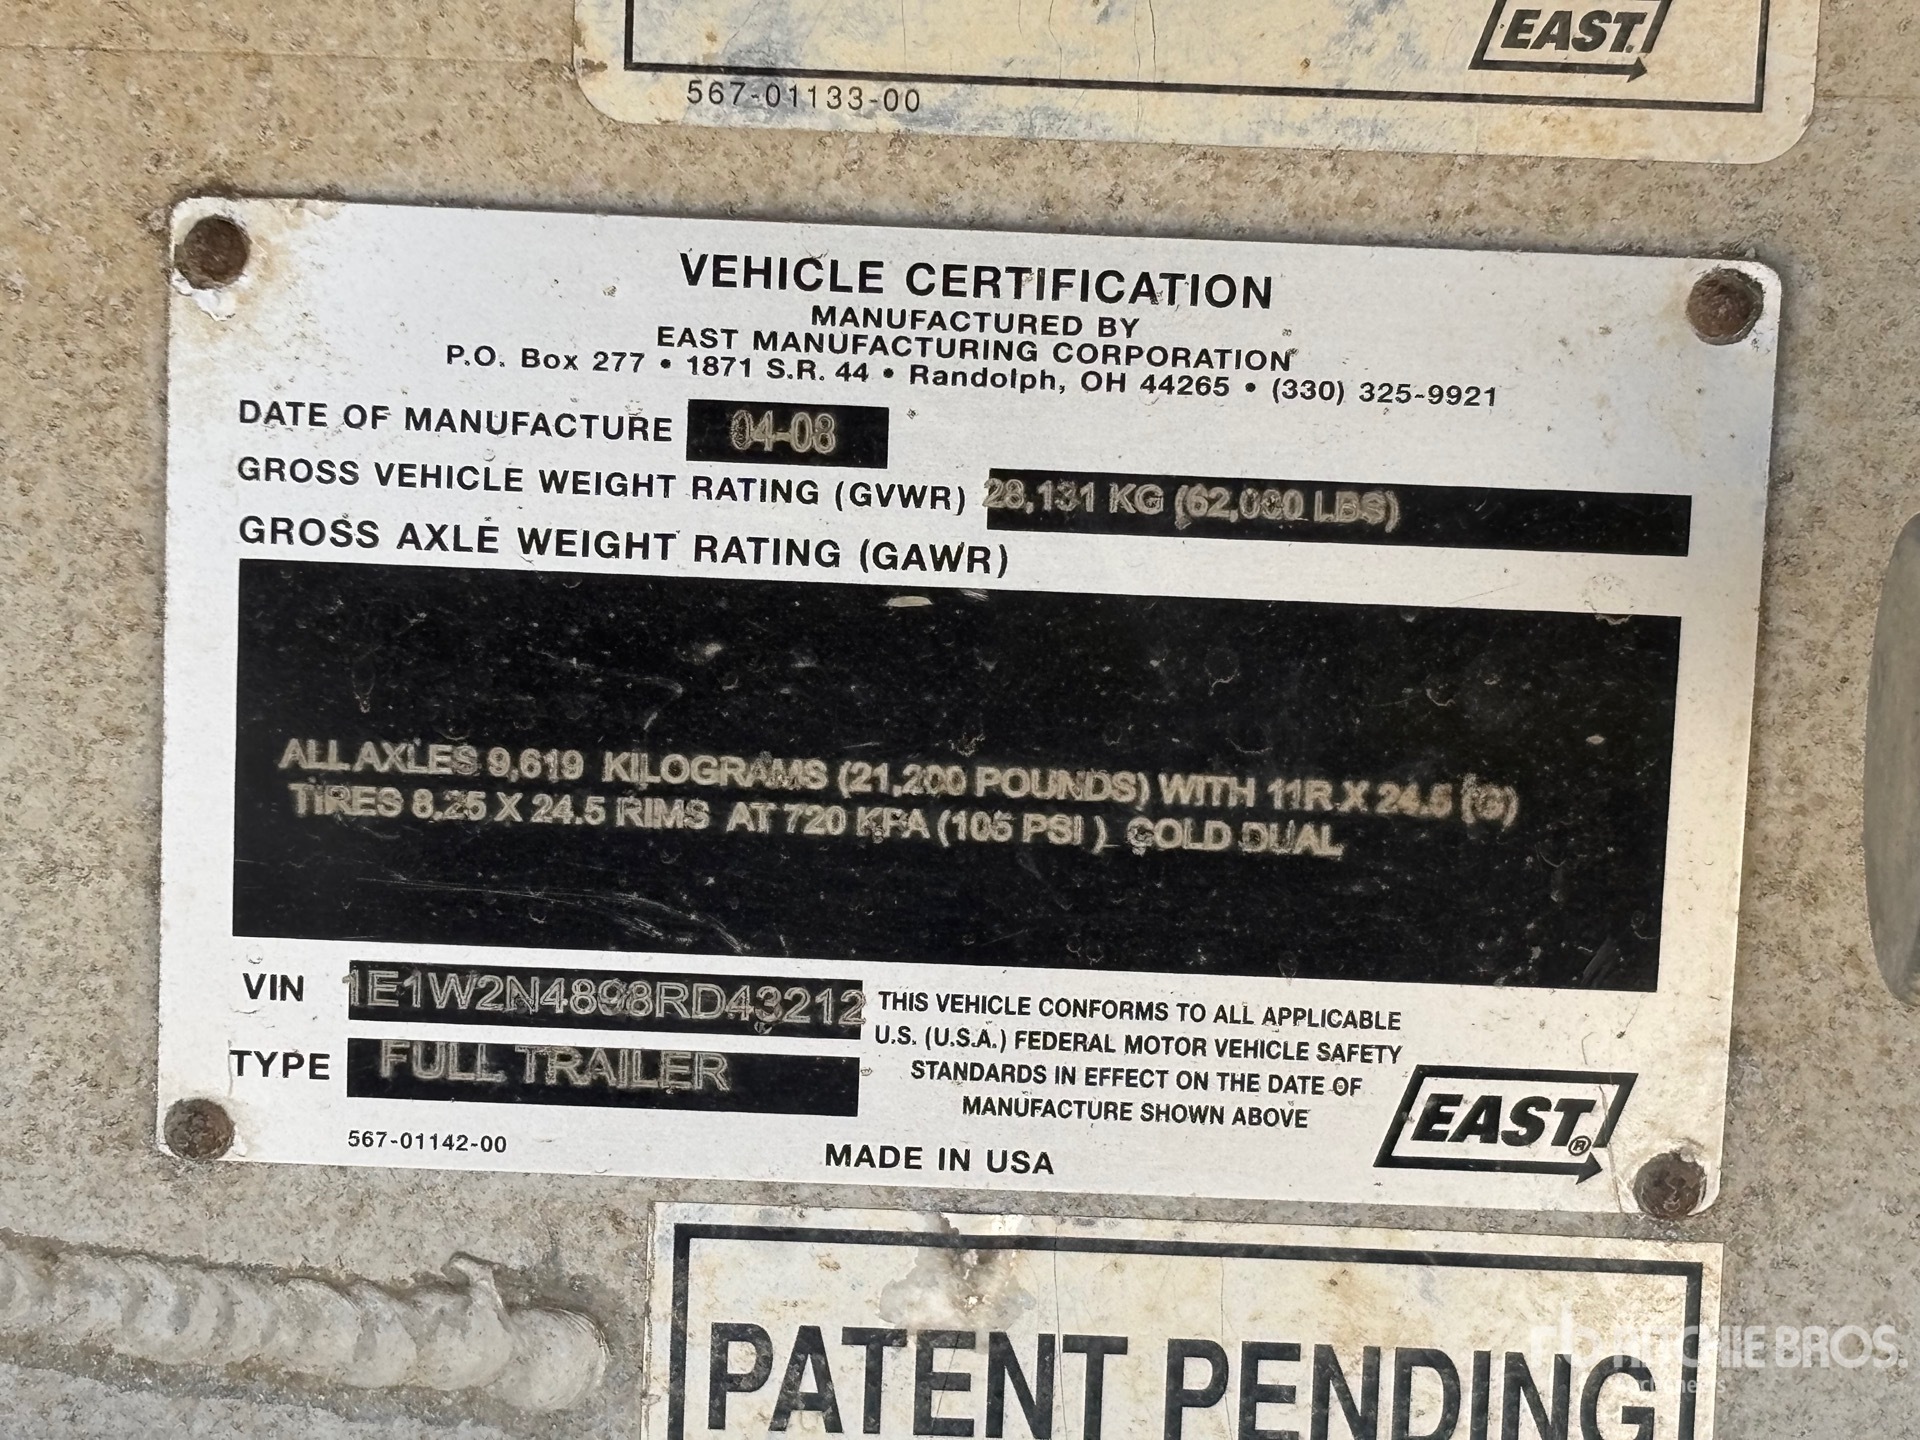 EAST.
567-01133-00
VEHICLE CERTIFICATION
MANUFACTURED BY
EAST MANUFACTURING CORPORATION
P.O. Box 277 • 1871 S.R. 44 • Randolph, OH 44265 • (330) 325-9921
DATE OF MANUFACTURE 04-08
GROSS VEHICLE WEIGHT RATING (GVWR) 28,131 KG (62,000 LBS)
GROSS AXLE WEIGHT RATING (GAWR)
ALL AXLES 9,619 KILOGRAMS (21,200 POUNDS) WITH 11R X 24.5 (G)
TIRES 8.25 X 24.5 RIMS AT 720 KPA (105 PSI ) COLD DUAL
VIN 1E1W2N4898RD43212
TYPE FULL TRAILER
THIS VEHICLE CONFORMS TO ALL APPLICABLE
U.S. (U.S.A.) FEDERAL MOTOR VEHICLE SAFETY
STANDARDS IN EFFECT ON THE DATE OF
MANUFACTURE SHOWN ABOVE
EAST.®
567-01142-00
MADE IN USA
PATENT PENDING
RITCHIE BROS.